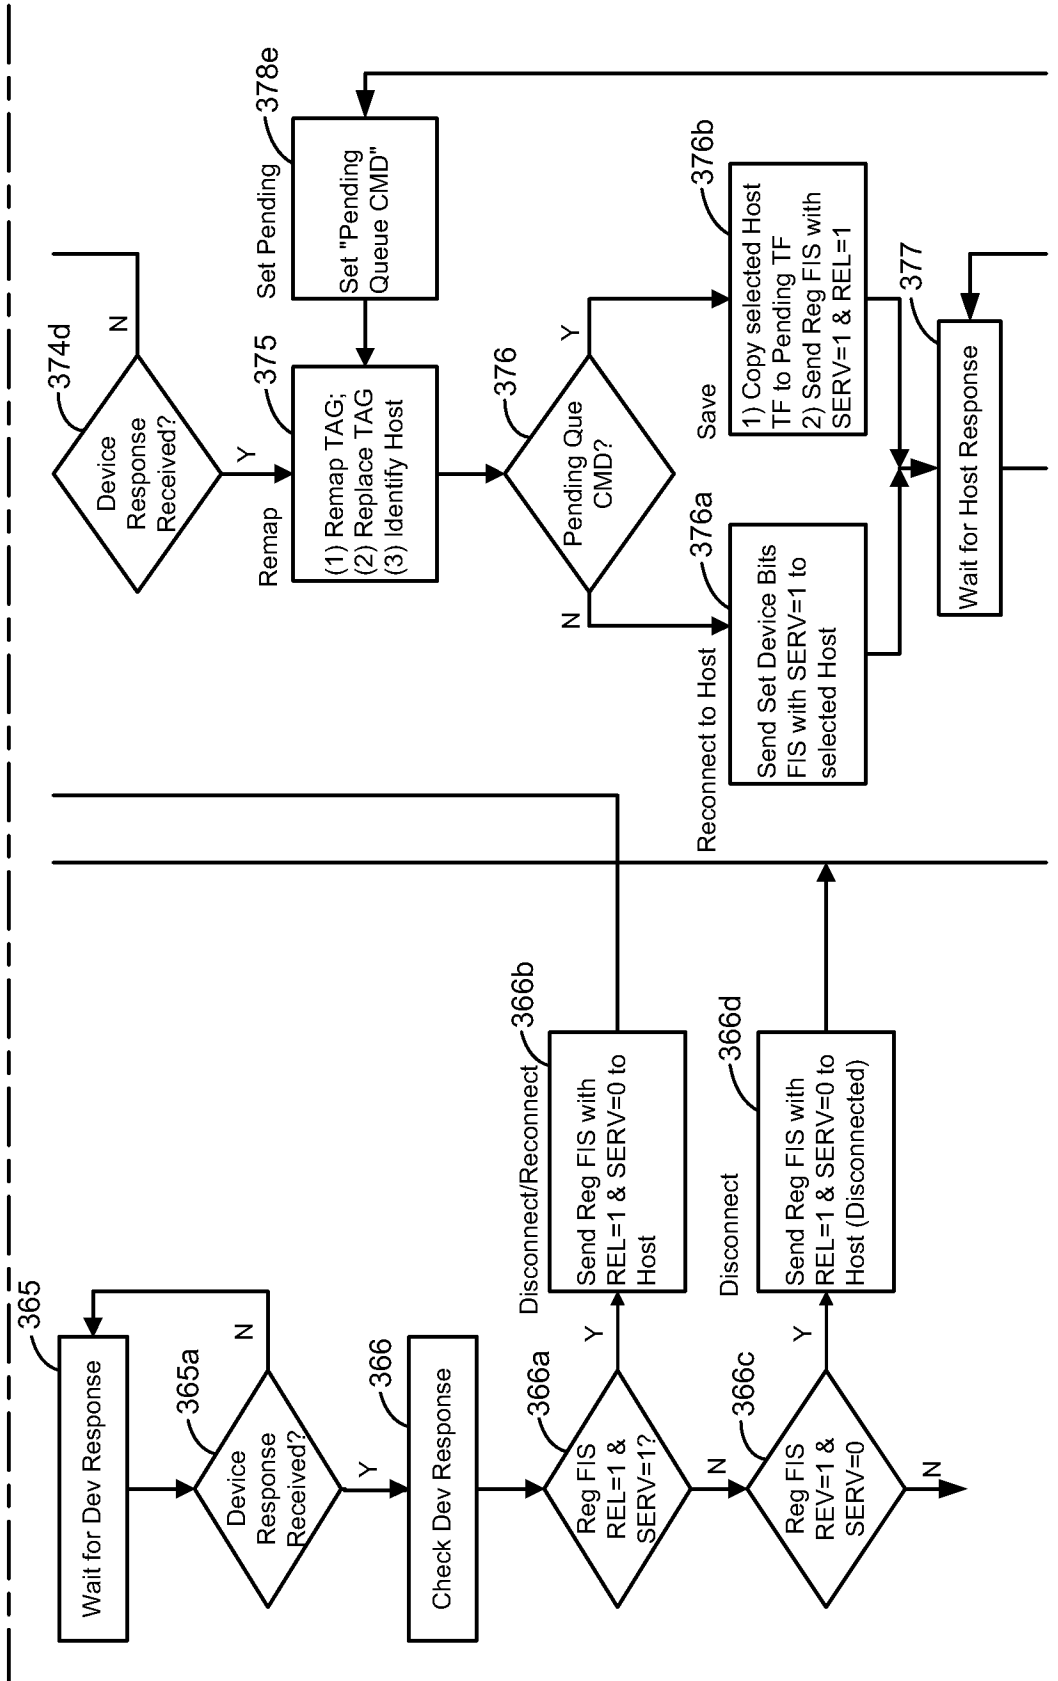 365
Wait for Dev Response
365a
Device
Response
Received?
N
Y
366
Check Dev Response
366a
Reg FIS
REL=1 &
SERV=1?
Y
N
Disconnect/Reconnect
366b
Send Reg FIS with
REL=1 & SERV=0 to
Host
366c
Reg FIS
REV=1 &
SERV=0
Y
N
Disconnect
366d
Send Reg FIS with
REL=1 & SERV=0 to
Host (Disconnected)
374d
Device
Response
Received?
N
Y
Set Pending
378e
Set "Pending
Queue CMD"
Remap
375
(1) Remap TAG;
(2) Replace TAG
(3) Identify Host
376
Pending Que
CMD?
N
Y
Reconnect to Host
376a
Send Set Device Bits
FIS with SERV=1 to
selected Host
Save
376b
1) Copy selected Host
TF to Pending TF
2) Send Reg FIS with
SERV=1 & REL=1
377
Wait for Host Response